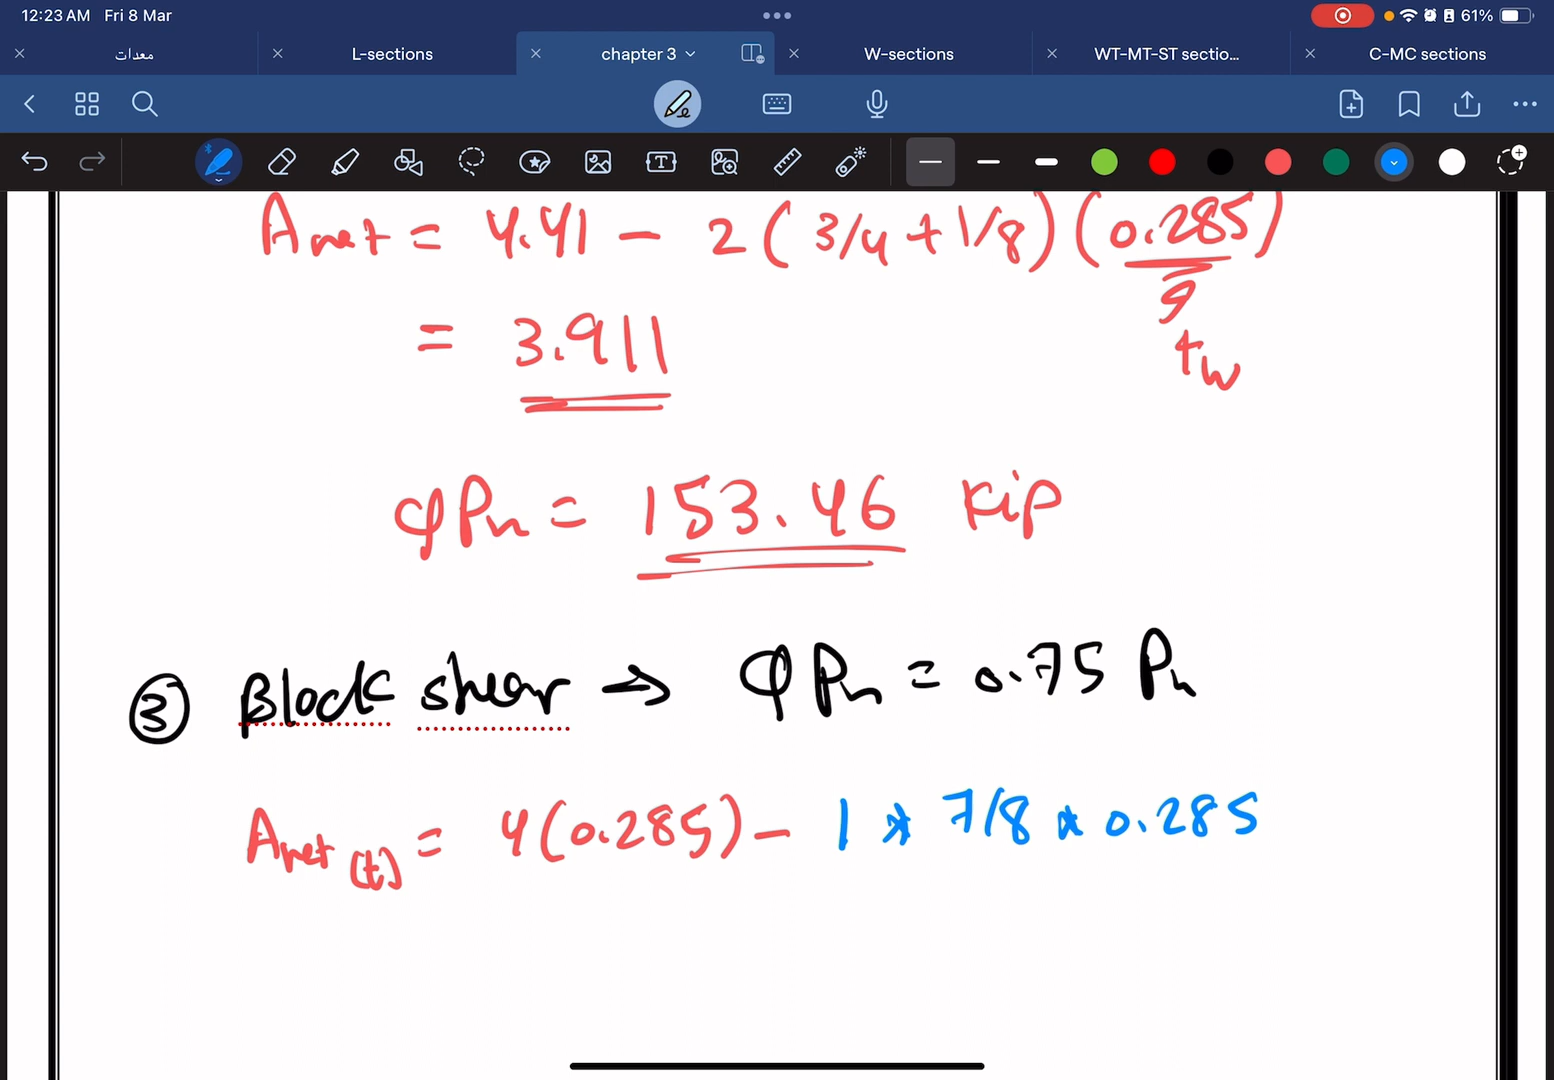 12:23 AM Fri 8 Mar 61%
معدات L-sections chapter 3 W-sections WT-MT-ST sectio... C-MC sections
Anet = 4.41 - 2 ( 3/4 + 1/8 ) ( 0.285 )
tw
= 3.911
φPn = 153.46 kip
③ Block shear → φPn = 0.75 Pn
Anet (t) = 4(0.285) - 1 * 7/8 * 0.285